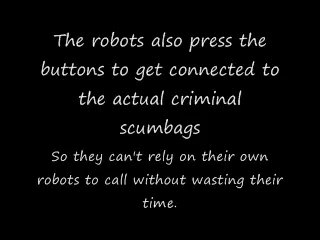 The robots also press the
buttons to get connected to
the actual criminal
scumbags
So they can't rely on their own
robots to call without wasting their
time.